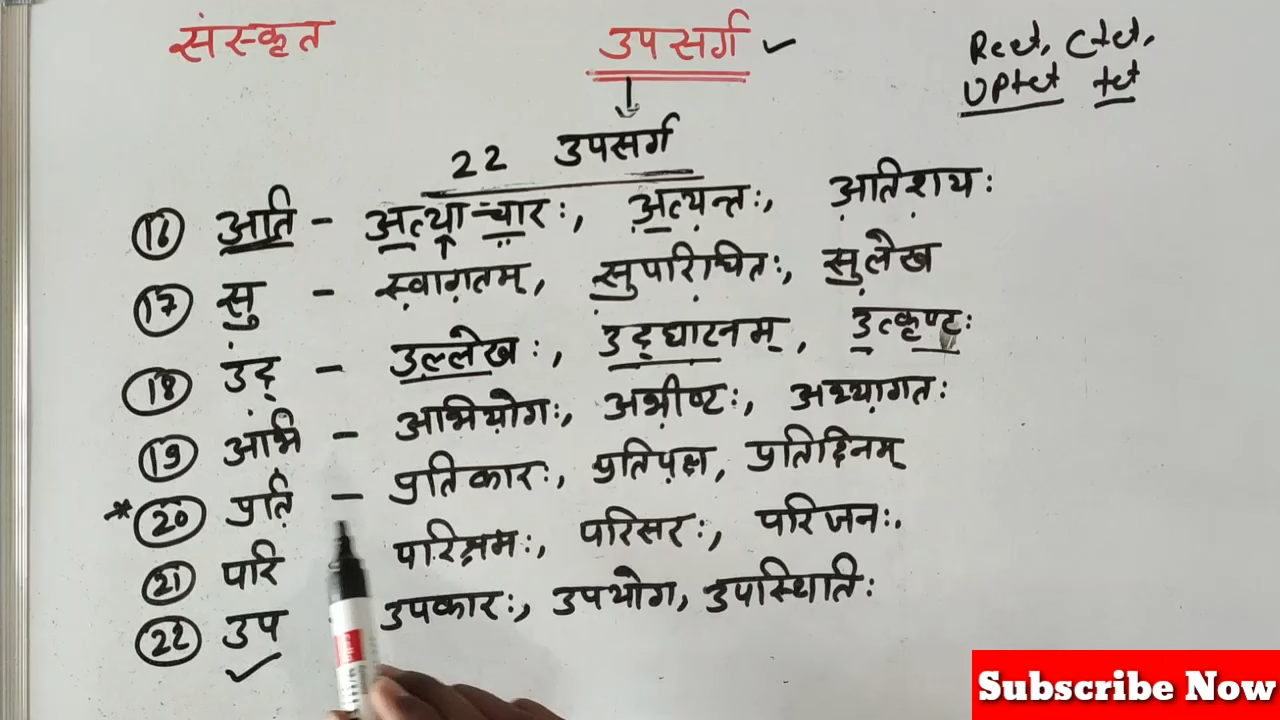 संस्कृत उपसर्ग ✓ Reet, Ctet,
UPtet tet
22 उपसर्ग
16 अति - अत्याचारः, अत्यन्तः, अतिशयः
17 सु - स्वागतम्, सुपरिचितः, सुलेख
18 उद् - उल्लेखः, उद्घाटनम्, उत्कृष्टः
19 अभि - अभियोगः, अभीष्टः, अभ्यागतः
* 20 प्रति - प्रतिकारः, प्रतिपक्ष, प्रतिदिनम्
21 परि परिश्रमः, परिसरः, परिजनः.
22 उप उपकारः, उपयोग, उपस्थितिः
Subscribe Now